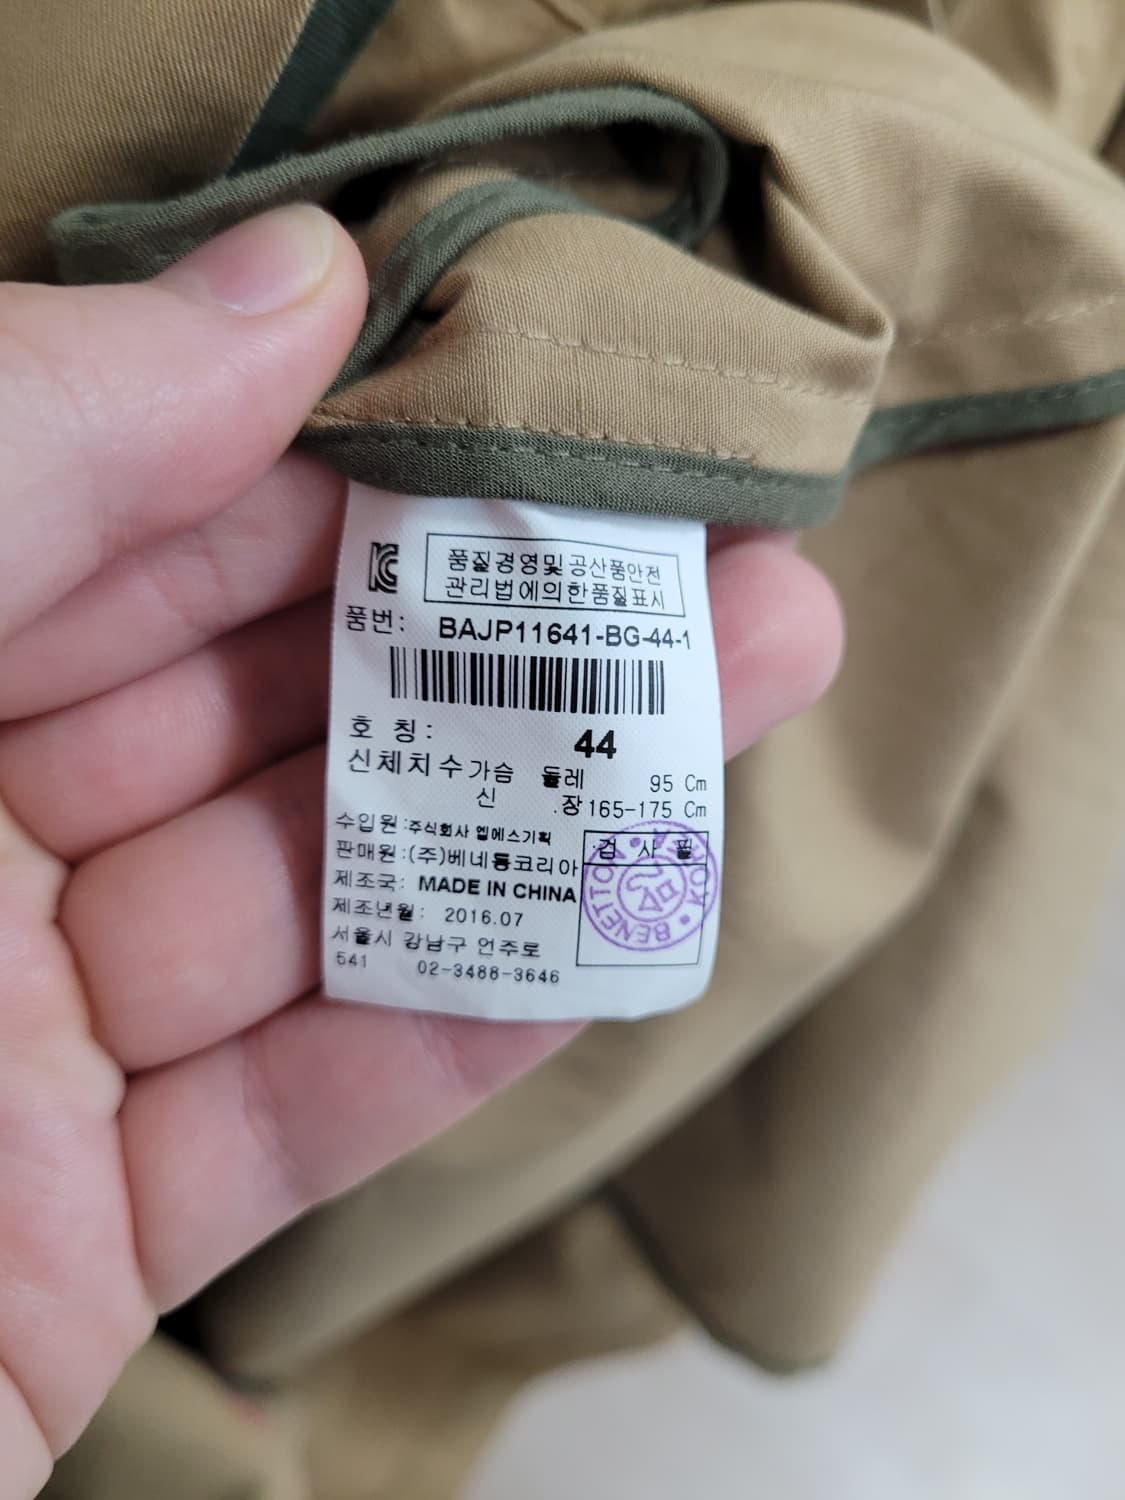 품질경영및공산품안전
관리법에의한품질표시
품번: BAJP11641-BG-44-1
호 칭: 44
신체치수 가슴 둘레 95 Cm
신 .장 165-175 Cm
수입원 :주식회사 엘에스기획
판매원 :(주)베네통코리아
제조국: MADE IN CHINA
제조년월: 2016.07
서울시 강남구 언주로
541 02-3488-3646
검 사 필
BENETTON • KOREA •